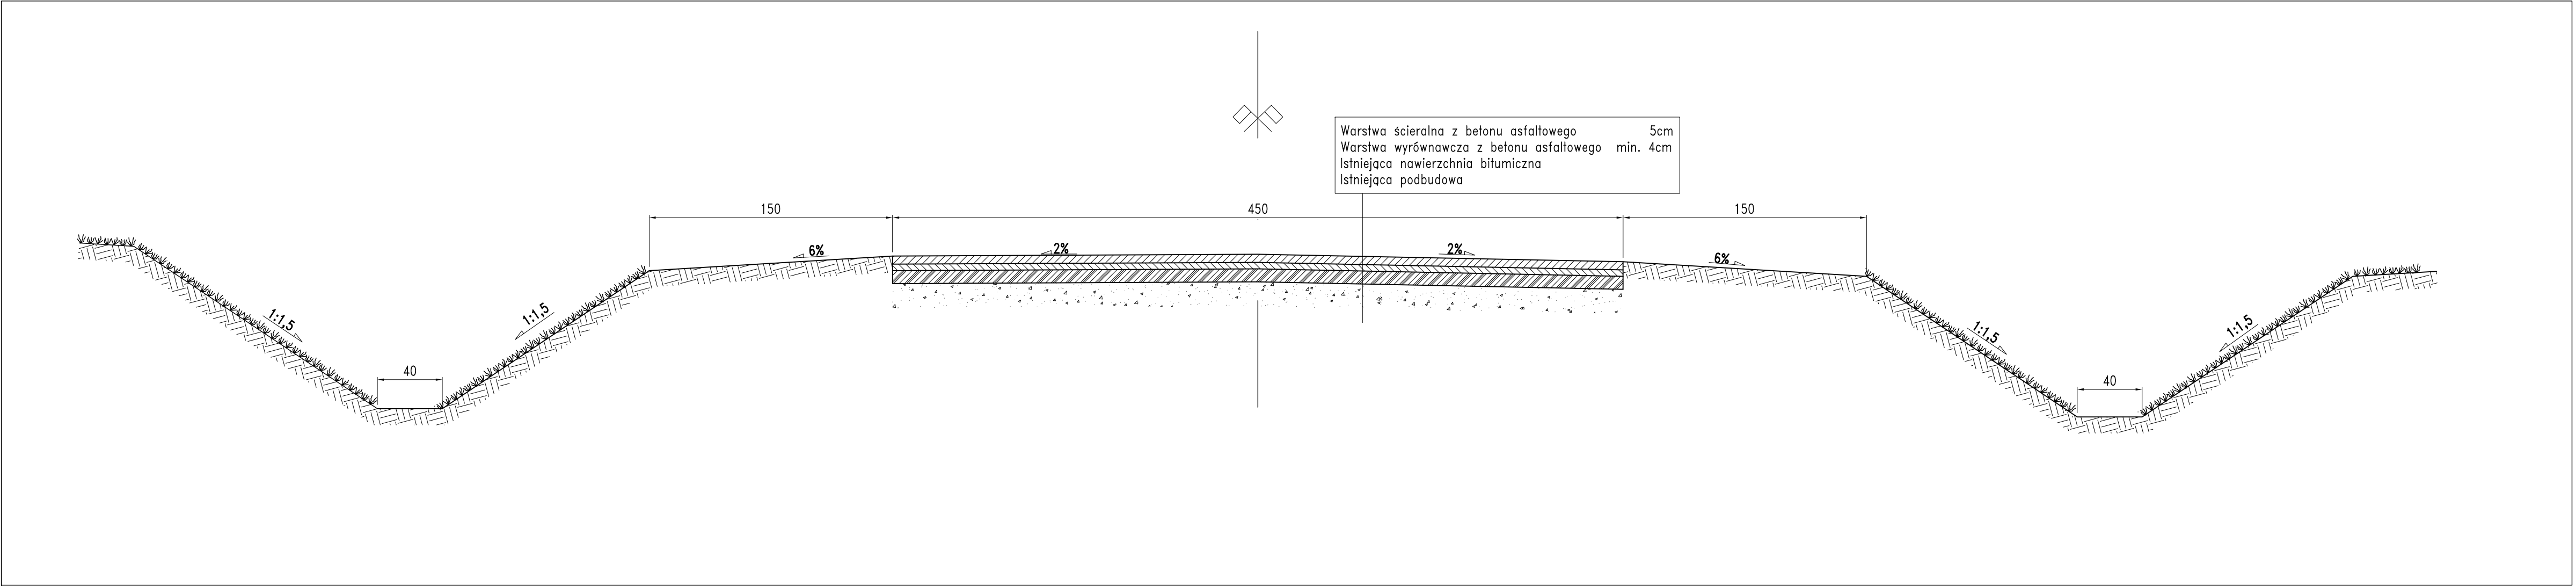 Warstwa ścieralna z betonu asfaltowego 5cm
Warstwa wyrównawcza z betonu asfaltowego min. 4cm
Istniejąca nawierzchnia bitumiczna
Istniejąca podbudowa
150 450 150
6% 2% 2% 6%
1:1,5 1:1,5 1:1,5 1:1,5
40 40